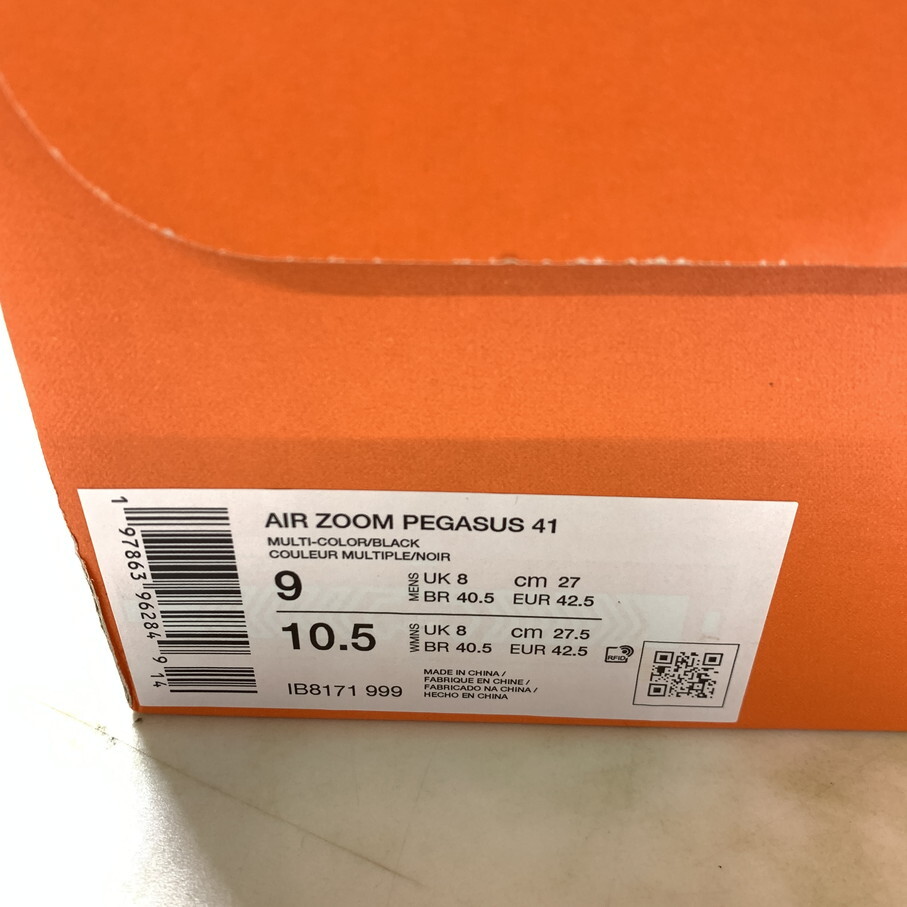 AIR ZOOM PEGASUS 41
MULTI-COLOR/BLACK
COULEUR MULTIPLE/NOIR
9 MENS UK 8 cm 27
BR 40.5 EUR 42.5
10.5 WMNS UK 8 cm 27.5
BR 40.5 EUR 42.5
RFID
IB8171 999
MADE IN CHINA /
FABRIQUE EN CHINE /
FABRICADO NA CHINA /
HECHO EN CHINA
1 97863 96284 9 14